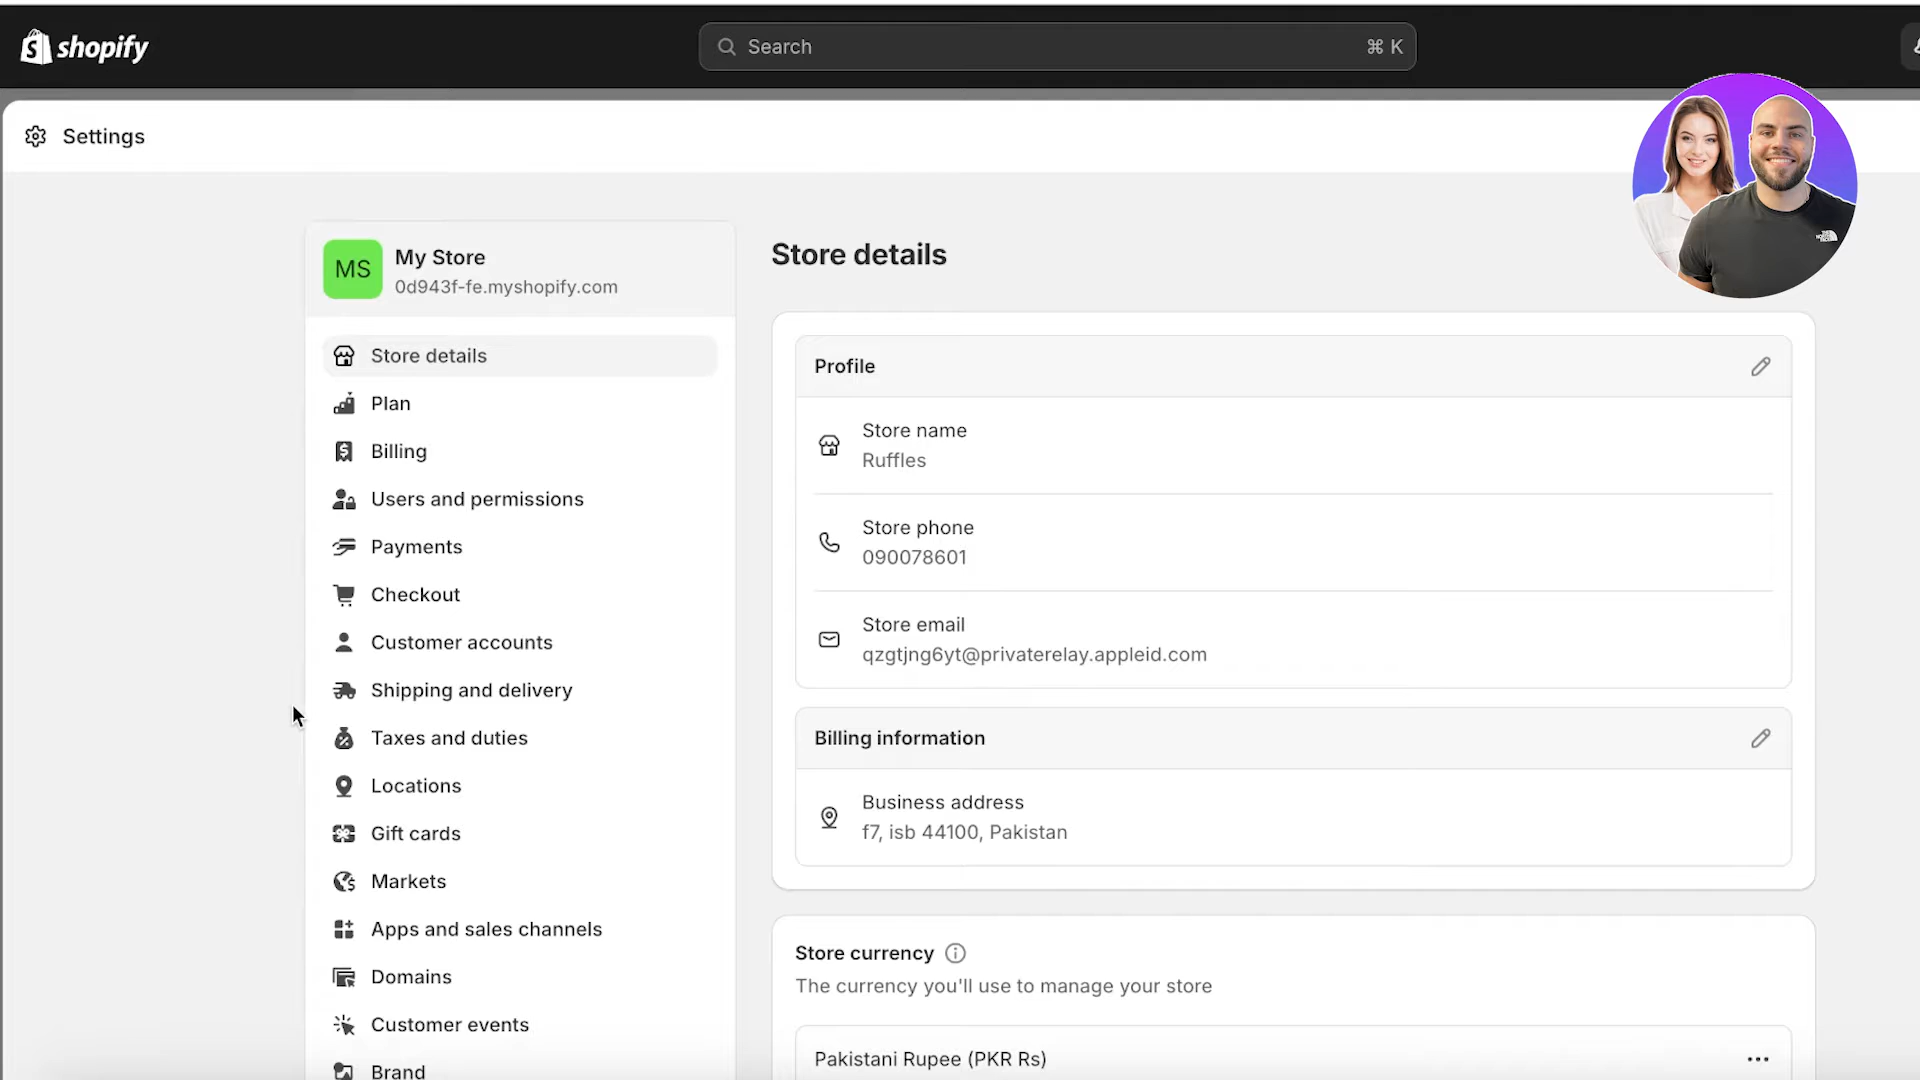 shopify
Search
⌘ K
Settings
MS
My Store
0d943f-fe.myshopify.com
Store details
Plan
Billing
Users and permissions
Payments
Checkout
Customer accounts
Shipping and delivery
Taxes and duties
Locations
Gift cards
Markets
Apps and sales channels
Domains
Customer events
Brand
Store details
Profile
Store name
Ruffles
Store phone
090078601
Store email
qzgtjng6yt@privaterelay.appleid.com
Billing information
Business address
f7, isb 44100, Pakistan
Store currency
The currency you'll use to manage your store
Pakistani Rupee (PKR Rs)